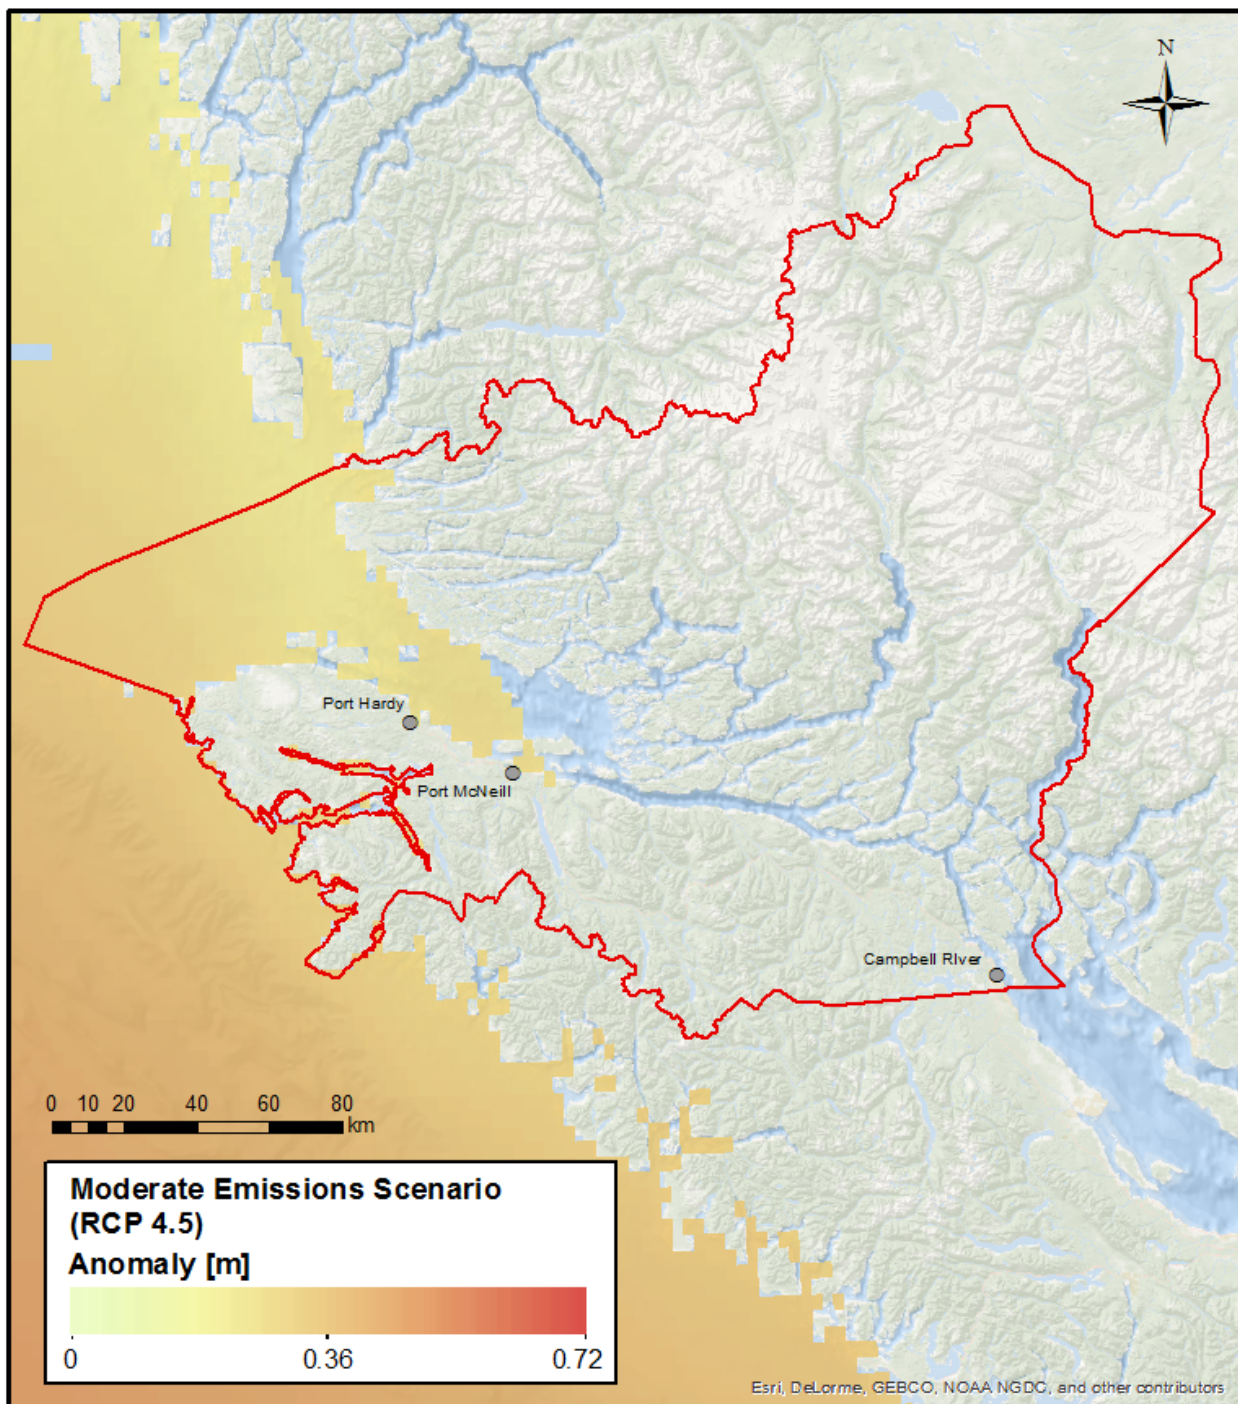 N
Port Hardy
Port McNeill
Campbell RIver
0 10 20 40 60 80
km
Moderate Emissions Scenario
(RCP 4.5)
Anomaly [m]
0 0.36 0.72
Esri, DeLorme, GEBCO, NOAA NGDC, and other contributors